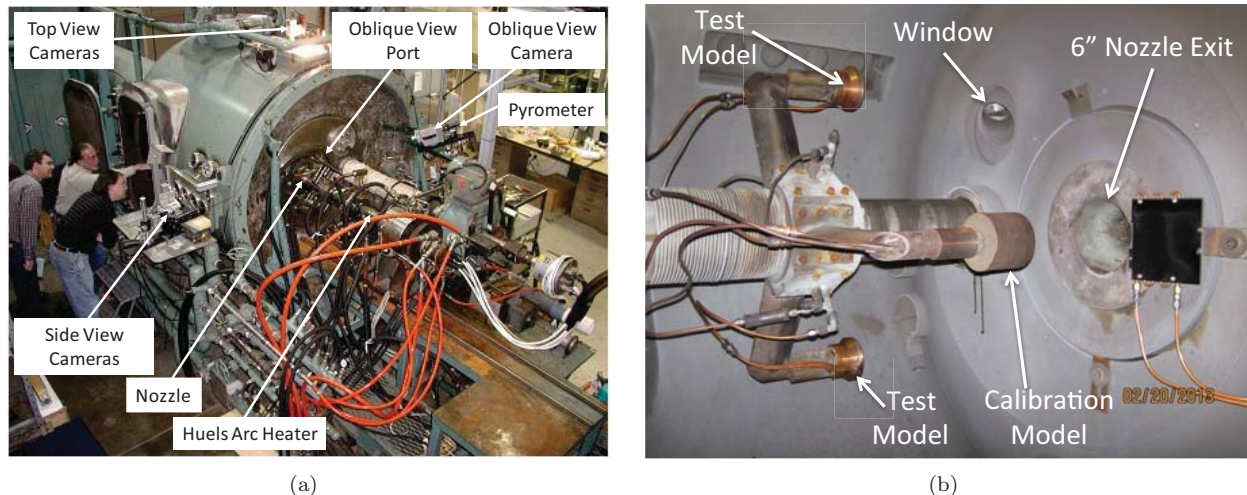 Top View
Cameras
Oblique View
Port
Oblique View
Camera
Pyrometer
Side View
Cameras
Nozzle
Huels Arc Heater
(a)
Test
Model
Window
6” Nozzle Exit
Test
Model
Calibration
Model
02/20/2013
(b)